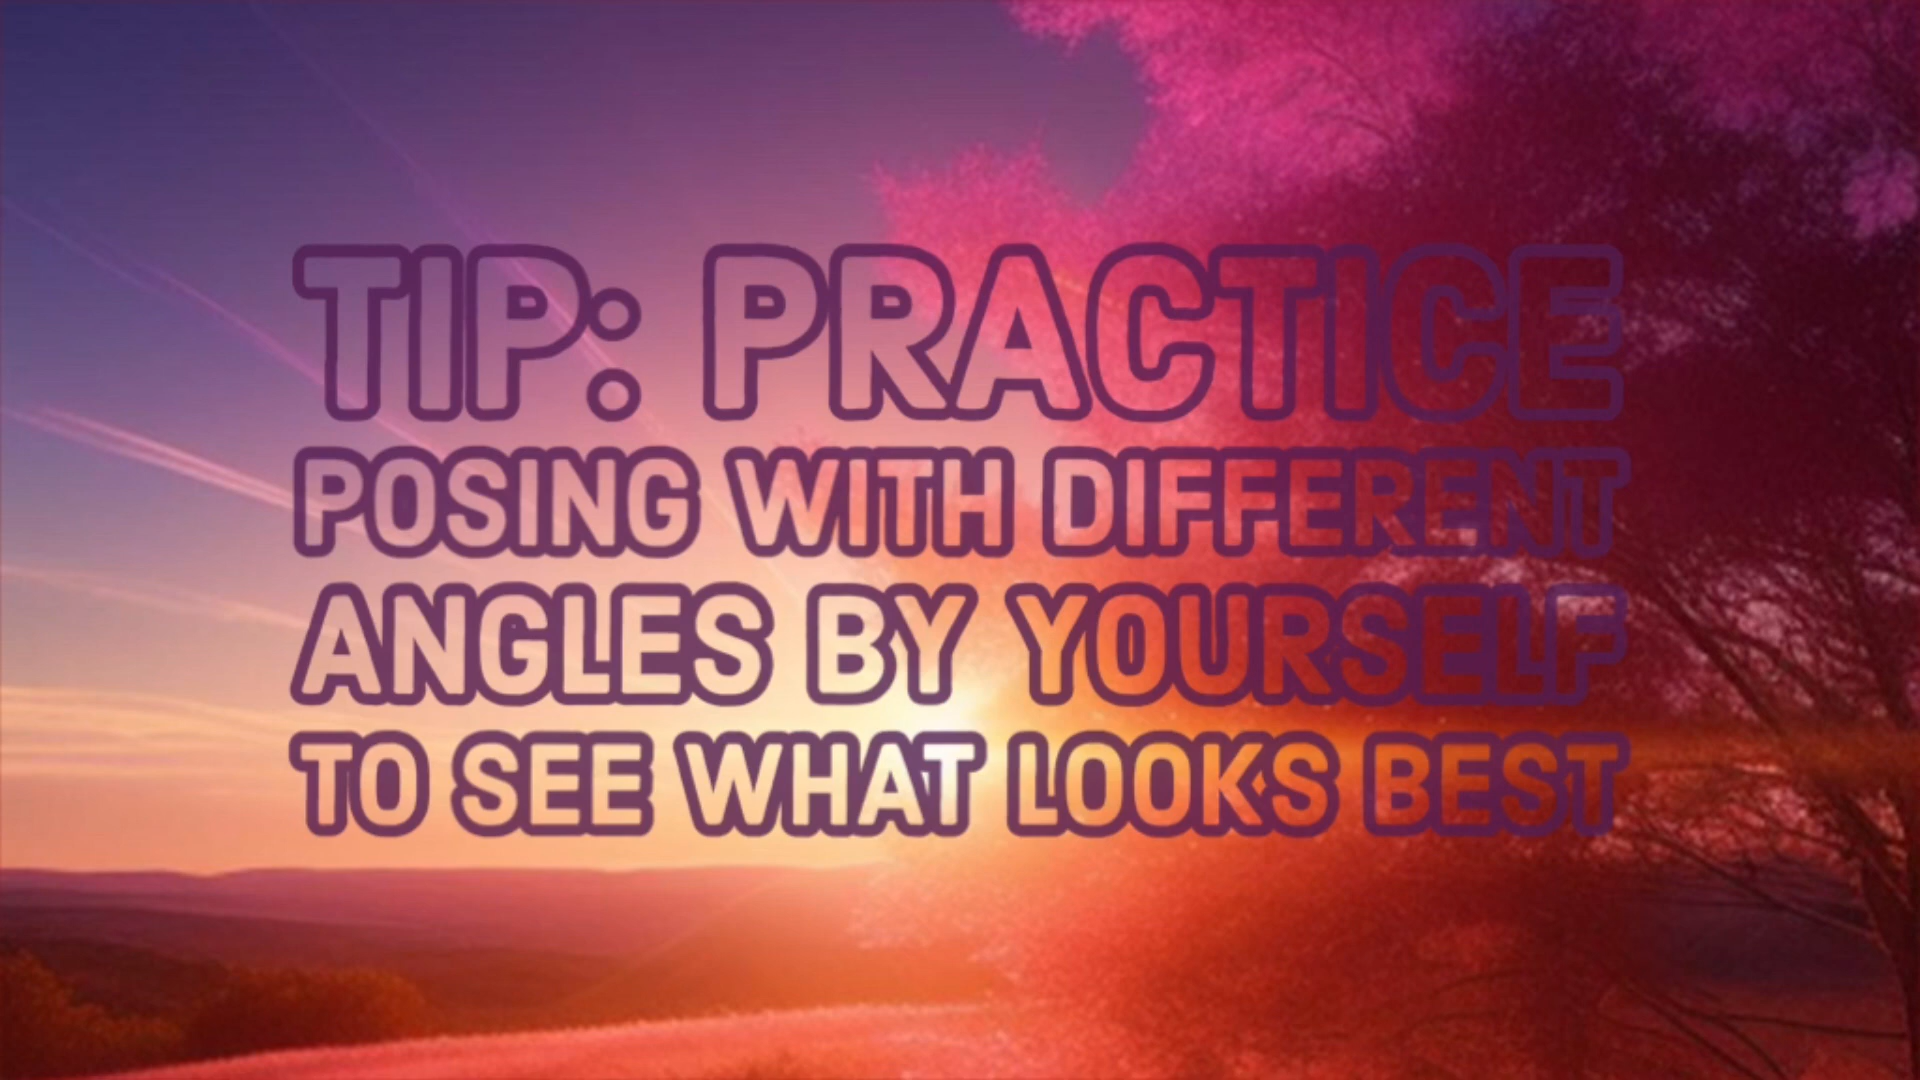 TIP: PRACTICE
POSING WITH DIFFERENT
ANGLES BY YOURSELF
TO SEE WHAT LOOKS BEST